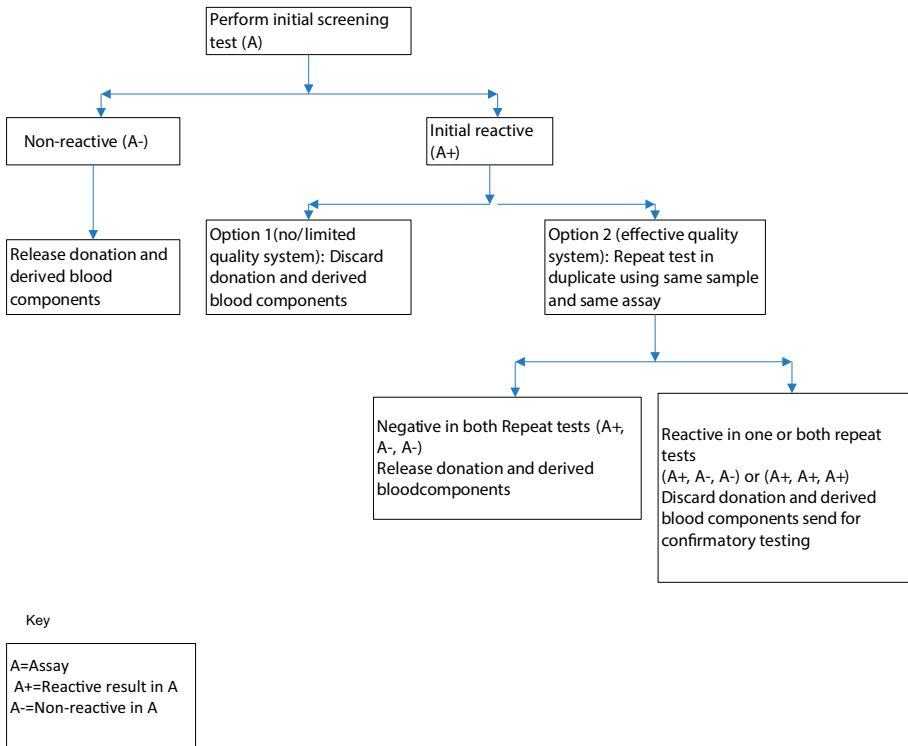 Perform initial screening
test (A)
Non-reactive (A-)
Initial reactive
(A+)
Release donation and
derived blood
components
Option 1(no/limited
quality system): Discard
donation and derived
blood components
Option 2 (effective quality
system): Repeat test in
duplicate using same sample
and same assay
Negative in both Repeat tests (A+,
A-, A-)
Release donation and derived
bloodcomponents
Reactive in one or both repeat
tests
(A+, A-, A-) or (A+, A+, A+)
Discard donation and derived
blood components send for
confirmatory testing
Key
A=Assay
A+=Reactive result in A
A-=Non-reactive in A